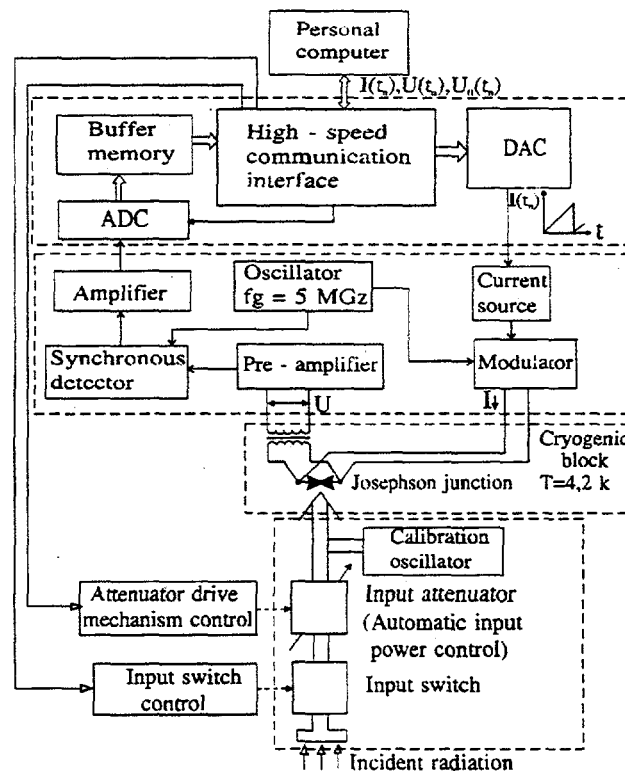 Personal
computer
I(tₙ),U(tₙ),Uₙ(tₙ)
Buffer
memory
High - speed
communication
interface
DAC
ADC
I(tₙ)
t
Amplifier
Oscillator
fg = 5 MGz
Current
source
Synchronous
detector
Pre - amplifier
Modulator
U
I
Cryogenic
block
T=4,2 k
Josephson junction
Calibration
oscillator
Attenuator drive
mechanism control
Input attenuator
(Automatic input
power control)
Input switch
control
Input switch
Incident radiation